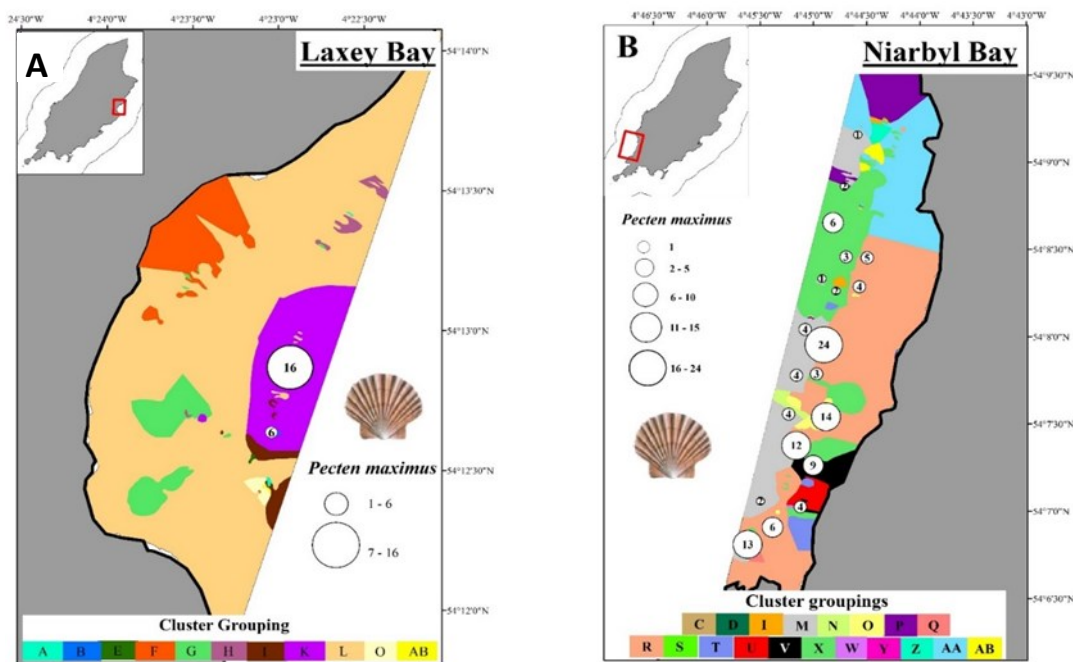 24°30'W 4°24'0"W 4°23'30"W 4°23'0"W 4°22'30"W
A
Laxey Bay
54°14'0"N
54°13'30"N
54°13'0"N
54°12'30"N
54°12'0"N
16
6
Pecten maximus
1 - 6
7 - 16
Cluster Grouping
A B E F G H I K L O AB
4°46'30"W 4°46'0"W 4°45'30"W 4°45'0"W 4°44'30"W 4°44'0"W 4°43'30"W 4°43'0"W
B
Niarbyl Bay
54°9'30"N
54°9'0"N
54°8'30"N
54°8'0"N
54°7'30"N
54°7'0"N
54°6'30"N
Pecten maximus
1
2 - 5
6 - 10
11 - 15
16 - 24
1
2
6
3 5
1
2 4
4
24
4 3
4 14
12
9
2 4
6
13
Cluster groupings
C D I M N O P Q
R S T U V X W Y Z AA AB